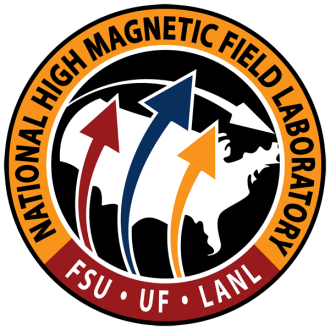 NATIONAL HIGH MAGNETIC FIELD LABORATORY
FSU • UF • LANL